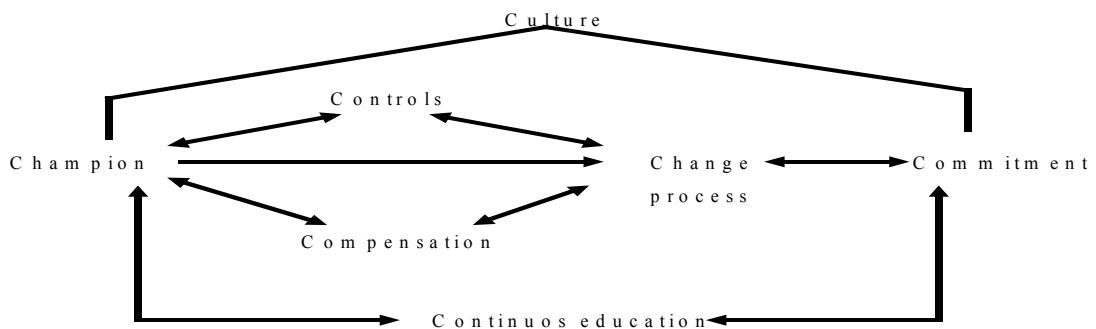 Culture
Controls
Champion
Change
process
Commitment
Compensation
Continuos education